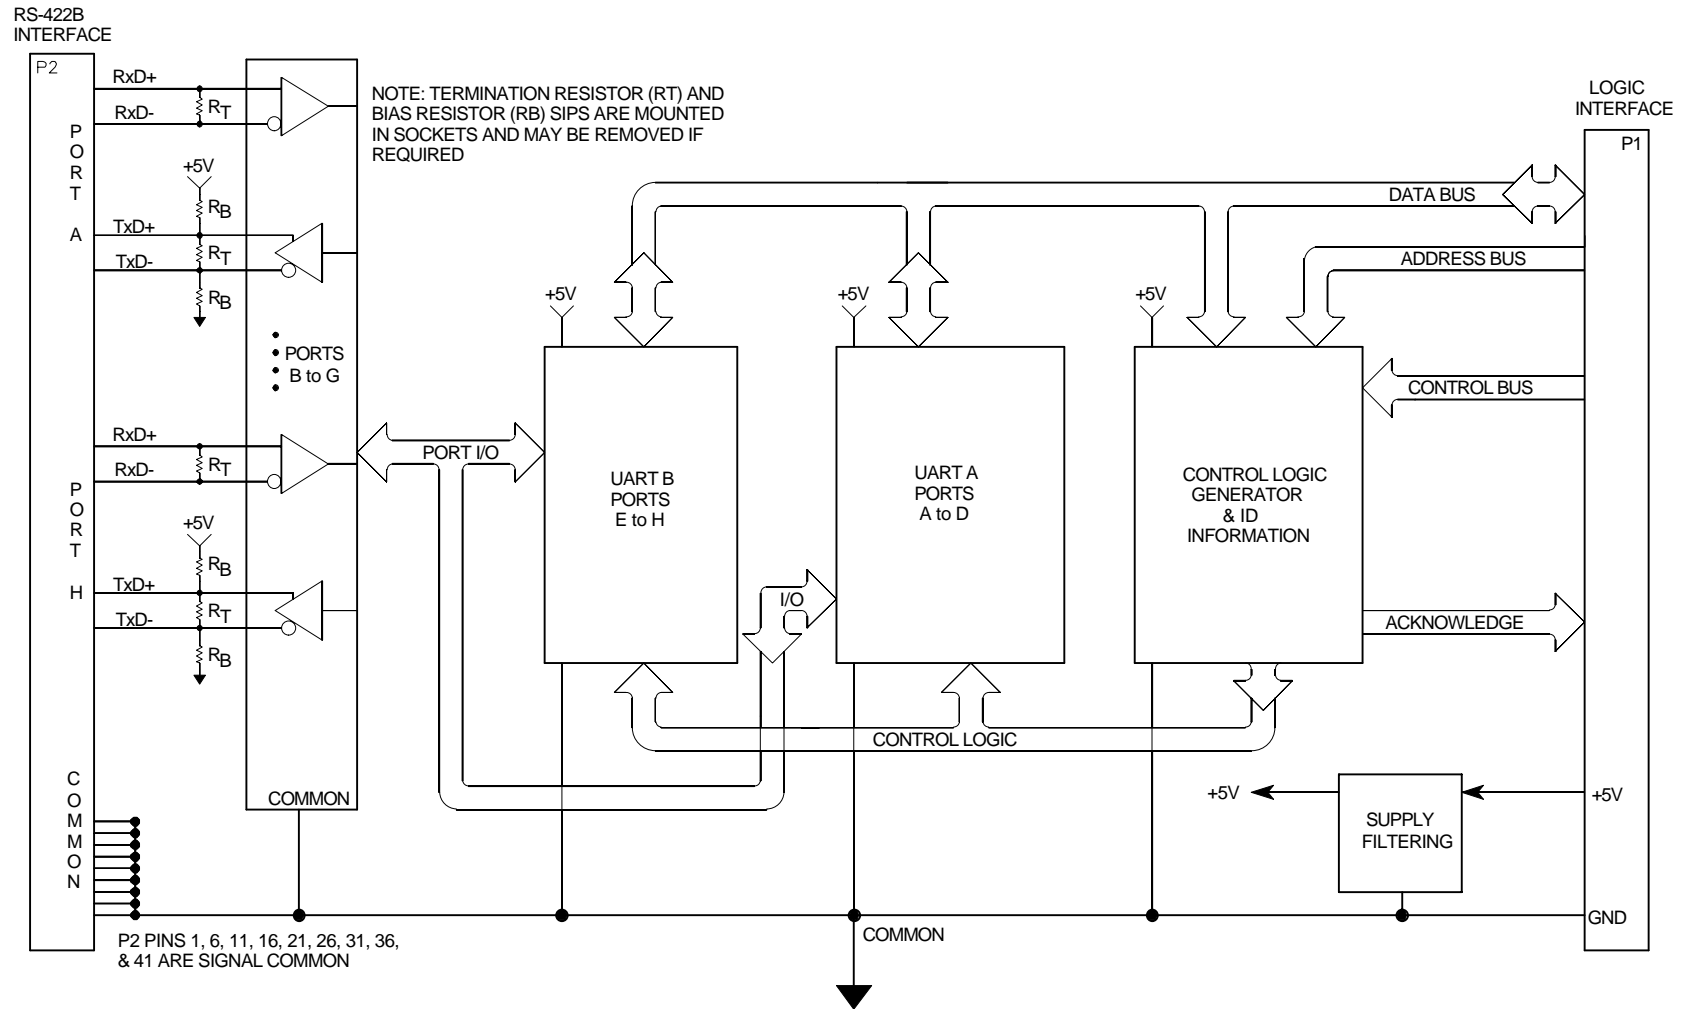 RS-422B
INTERFACE
P2
RxD+
RT
RxD-
PORT A
+5V
RB
TxD+
RT
TxD-
RB
PORTS
B to G
RxD+
RT
RxD-
PORT H
+5V
RB
TxD+
RT
TxD-
RB
COMMON
COMMON
P2 PINS 1, 6, 11, 16, 21, 26, 31, 36,
& 41 ARE SIGNAL COMMON
NOTE: TERMINATION RESISTOR (RT) AND
BIAS RESISTOR (RB) SIPS ARE MOUNTED
IN SOCKETS AND MAY BE REMOVED IF
REQUIRED
PORT I/O
+5V
UART B
PORTS
E to H
I/O
+5V
UART A
PORTS
A to D
+5V
CONTROL LOGIC
GENERATOR
& ID
INFORMATION
CONTROL LOGIC
COMMON
DATA BUS
ADDRESS BUS
CONTROL BUS
ACKNOWLEDGE
+5V
SUPPLY
FILTERING
LOGIC
INTERFACE
P1
+5V
GND